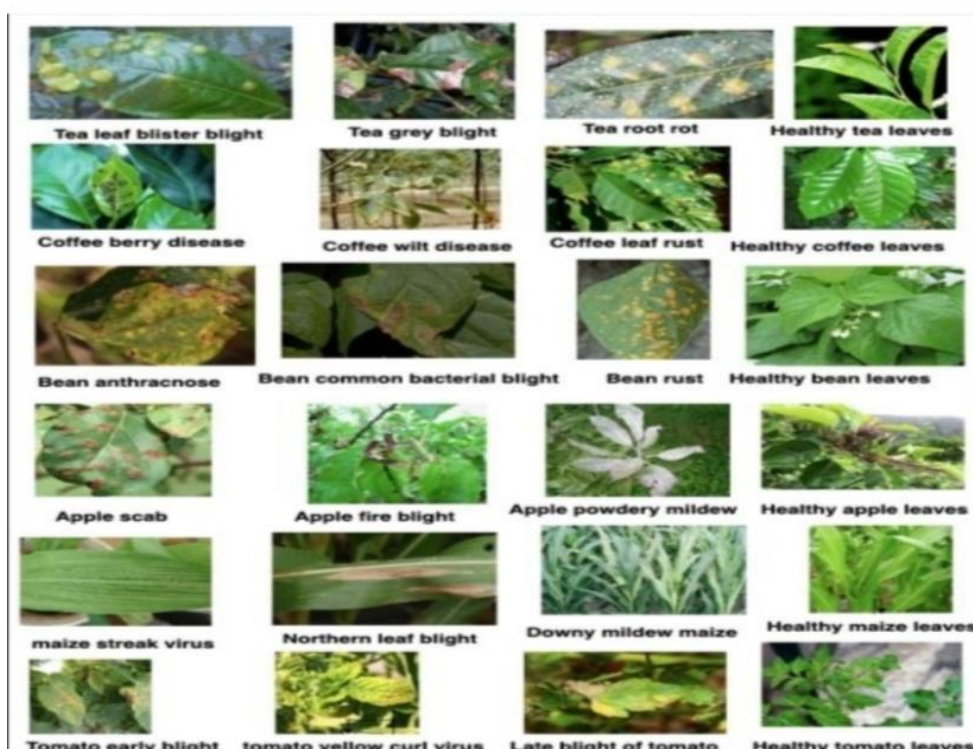 Tea leaf blister blight
Tea grey blight
Tea root rot
Healthy tea leaves
Coffee berry disease
Coffee wilt disease
Coffee leaf rust
Healthy coffee leaves
Bean anthracnose
Bean common bacterial blight
Bean rust
Healthy bean leaves
Apple scab
Apple fire blight
Apple powdery mildew
Healthy apple leaves
maize streak virus
Northern leaf blight
Downy mildew maize
Healthy maize leaves
Tomato early blight
tomato yellow curl virus
Late blight of tomato
Healthy tomato leaves